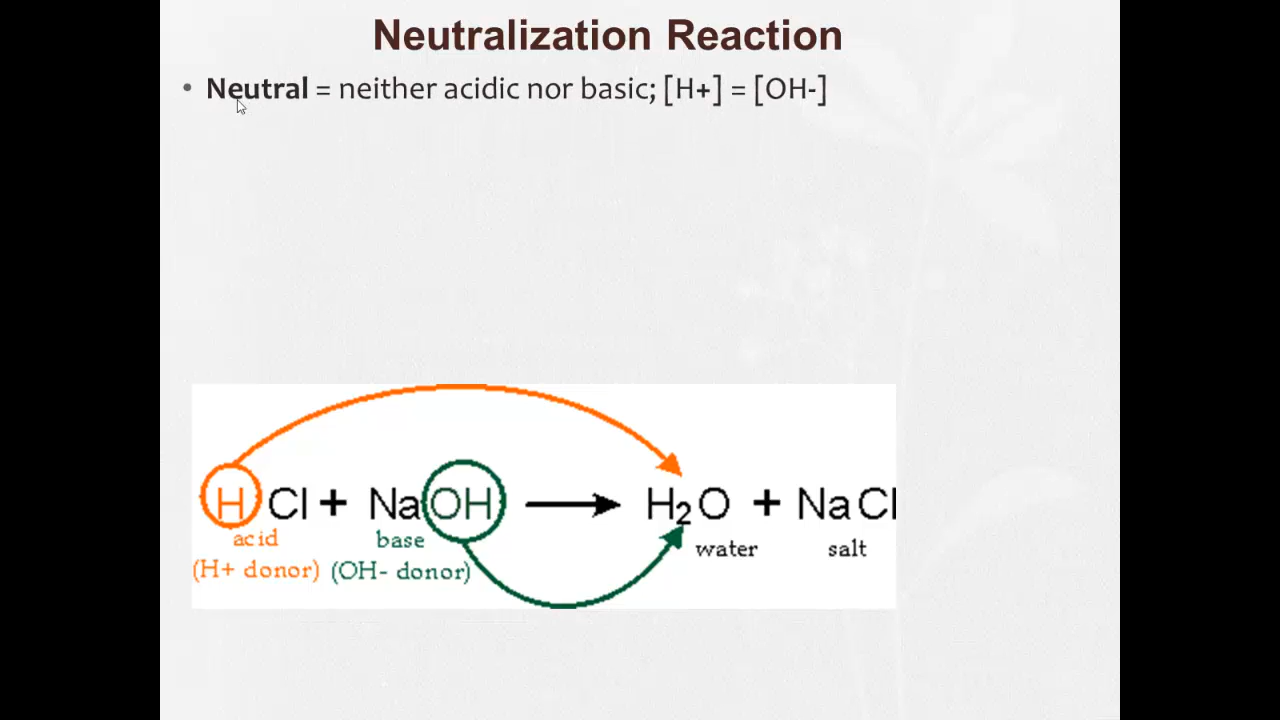 Neutralization Reaction
• Neutral = neither acidic nor basic; [H+] = [OH-]
HCl + NaOH → H₂O + NaCl
acid base water salt
(H+ donor) (OH- donor)